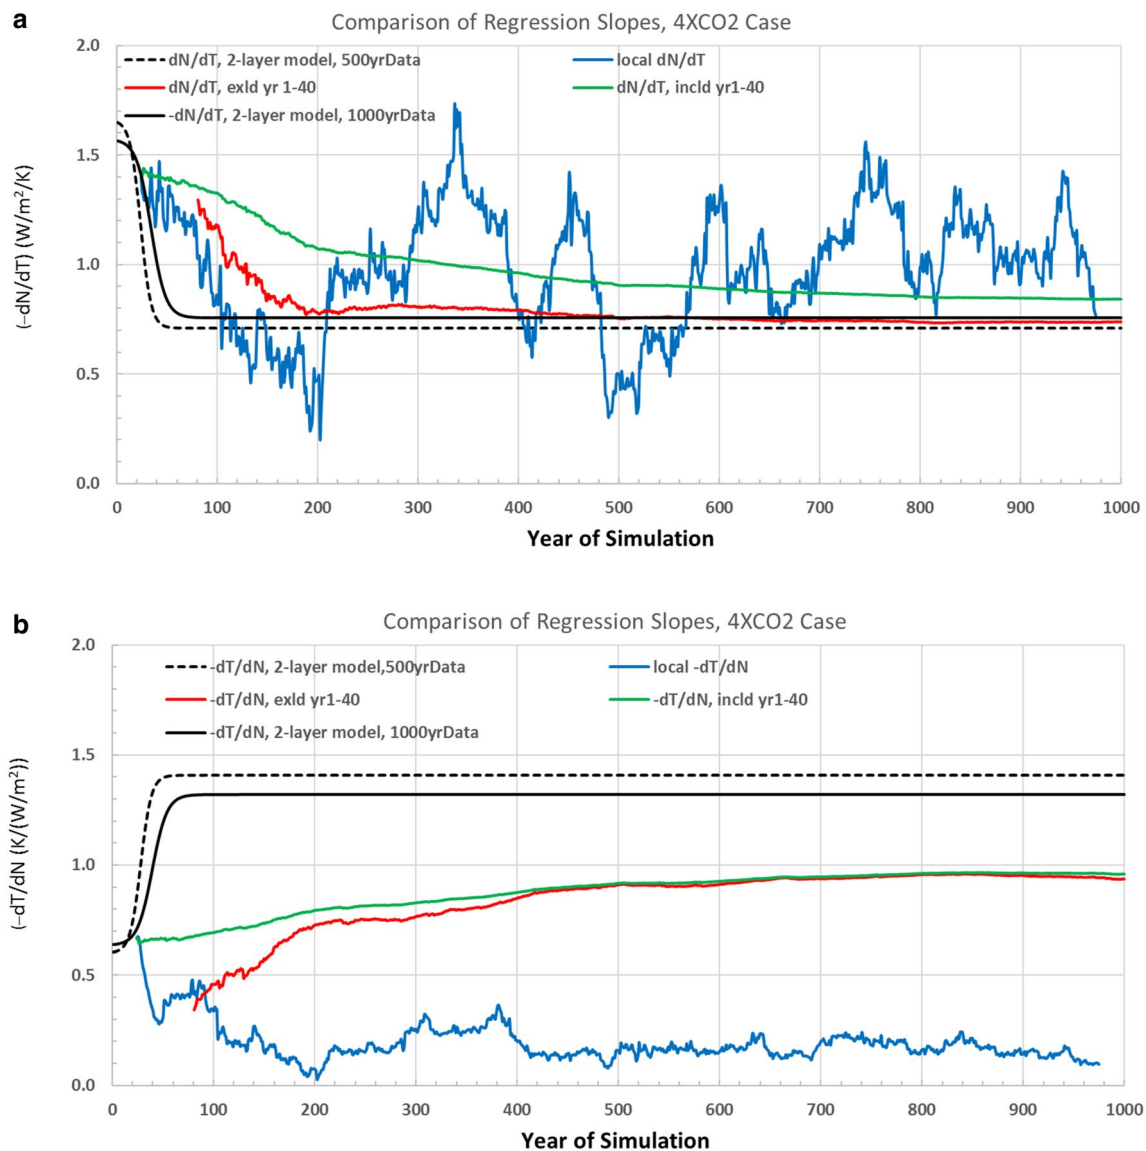 a
Comparison of Regression Slopes, 4XCO2 Case
2.0
dN/dT, 2-layer model, 500yrData
local dN/dT
dN/dT, exld yr 1-40
dN/dT, incld yr1-40
-dN/dT, 2-layer model, 1000yrData
1.5
1.0
0.5
0.0
(−dN/dT) (W/m²/K)
0 100 200 300 400 500 600 700 800 900 1000
Year of Simulation
b
Comparison of Regression Slopes, 4XCO2 Case
2.0
-dT/dN, 2-layer model,500yrData
local -dT/dN
-dT/dN, exld yr1-40
-dT/dN, incld yr1-40
-dT/dN, 2-layer model, 1000yrData
1.5
1.0
0.5
0.0
(−dT/dN (K/(W/m²))
0 100 200 300 400 500 600 700 800 900 1000
Year of Simulation